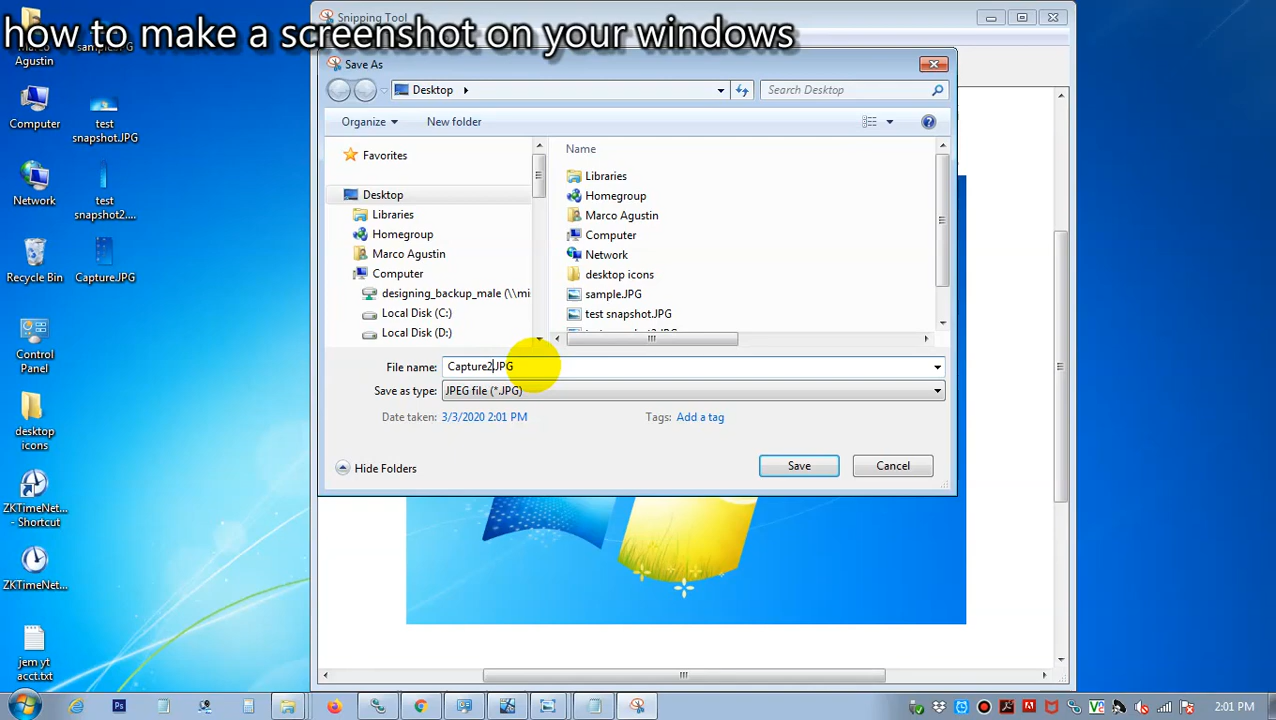 Snipping Tool
how to make a screenshot on your windows
Agustin
Save As
Desktop
Search Desktop
Organize
New folder
Computer
test
snapshot.JPG
Favorites
Name
Desktop
Libraries
Homegroup
Marco Agustin
Computer
designing_backup_male (\\mi
Local Disk (C:)
Local Disk (D:)
Libraries
Homegroup
Marco Agustin
Computer
Network
desktop icons
sample.JPG
test snapshot.JPG
Network
test
snapshot2....
Recycle Bin
Capture.JPG
Control
Panel
File name:
Capture2JPG
Save as type:
JPEG file (*.JPG)
Date taken:
3/3/2020 2:01 PM
Tags:
Add a tag
desktop
icons
Hide Folders
Save
Cancel
ZKTimeNet...
- Shortcut
ZKTimeNet...
jem yt
acct.txt
Ps
2:01 PM